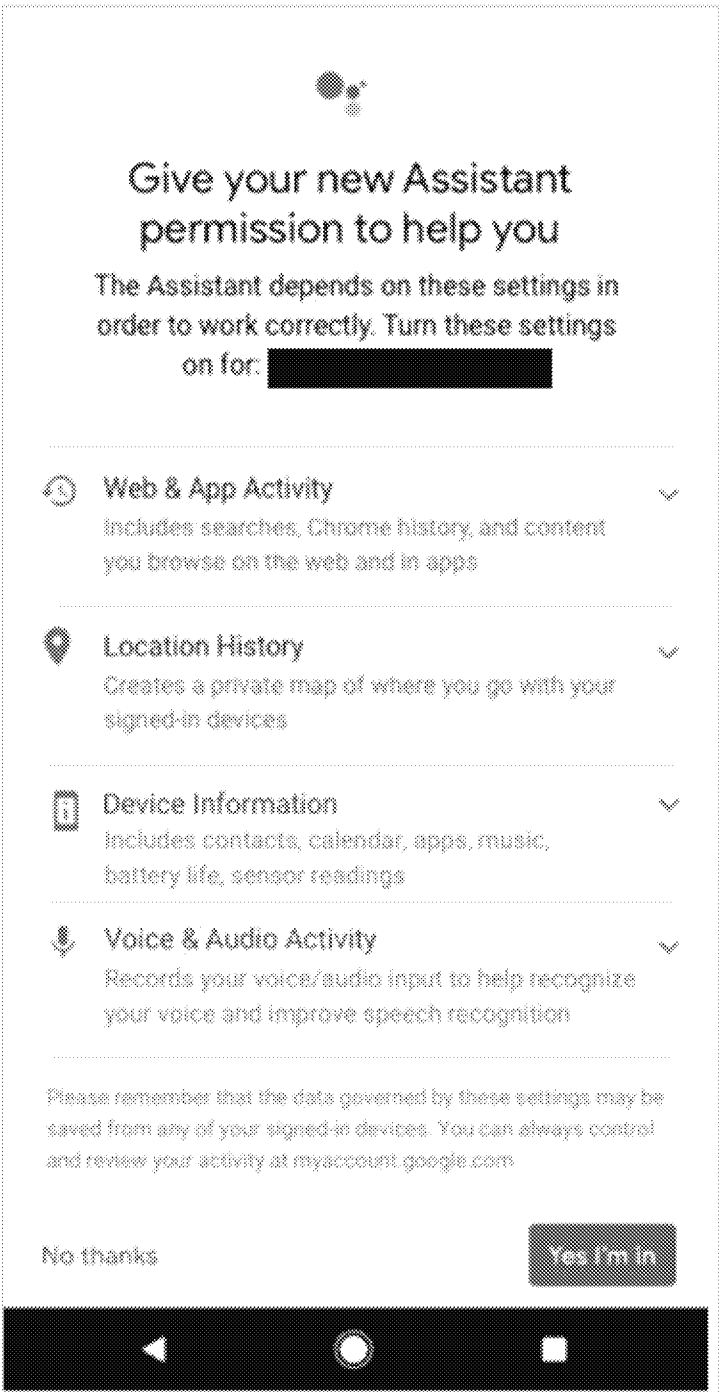 Give your new Assistant
permission to help you
The Assistant depends on these settings in
order to work correctly. Turn these settings
on for:
Web & App Activity
Includes searches, Chrome history, and content
you browse on the web and in apps
Location History
Creates a private map of where you go with your
signed-in devices
Device Information
Includes contacts, calendar, apps, music,
battery life, sensor readings
Voice & Audio Activity
Records your voice/audio input to help recognize
your voice and improve speech recognition
Please remember that the data governed by these settings may be
saved from any of your signed-in devices. You can always control
and review your activity at myaccount.google.com
No thanks
Yes I'm in